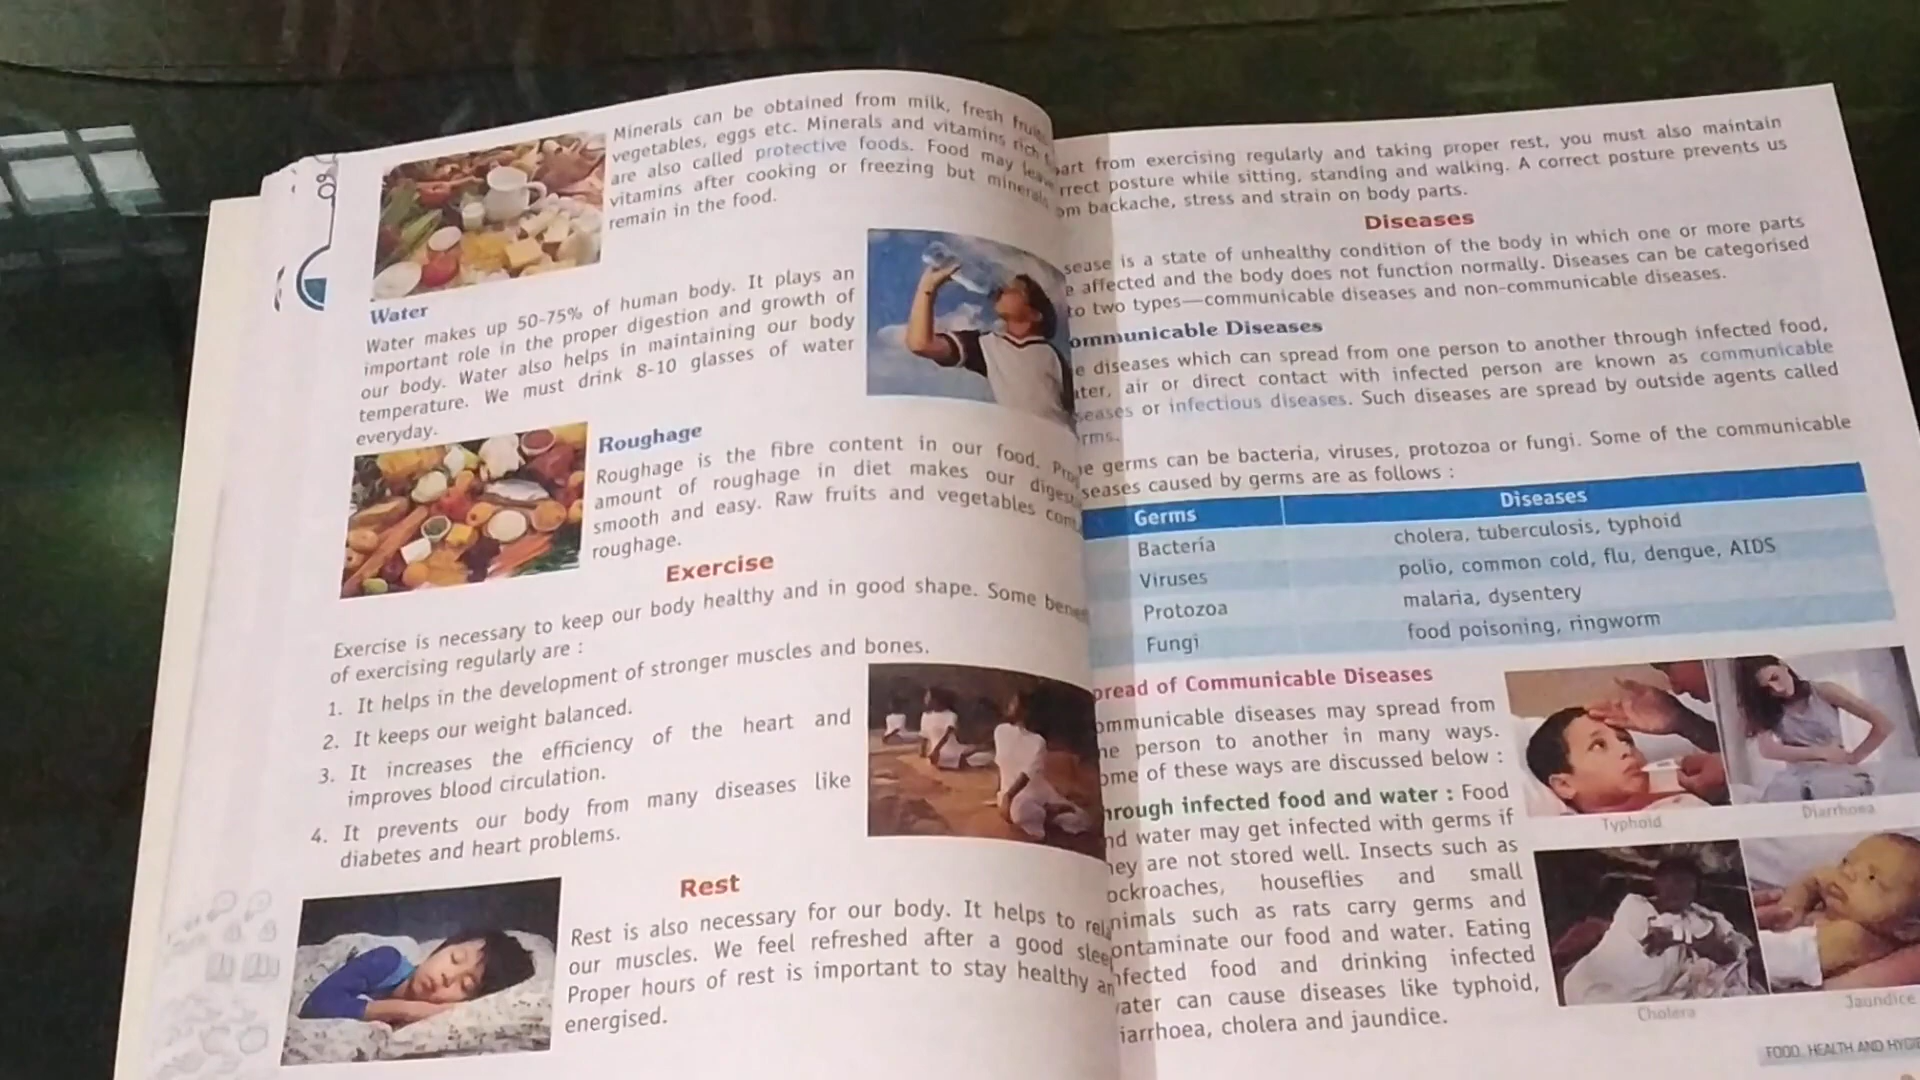 Minerals can be obtained from milk, fresh
vegetables, eggs etc. Minerals and vitamins rich
are also called protective foods. Food may
vitamins after cooking or freezing but minerals
remain in the food.
Water
Water makes up 50-75% of human body. It plays an
important role in the proper digestion and growth of
our body. Water also helps in maintaining our body
temperature. We must drink 8-10 glasses of water
everyday.
Roughage
Roughage is the fibre content in our food.
amount of roughage in diet makes our
smooth and easy. Raw fruits and vegetables
roughage.
Exercise
Exercise is necessary to keep our body healthy and in good shape. Some
of exercising regularly are :
1. It helps in the development of stronger muscles and bones.
2. It keeps our weight balanced.
3. It increases the efficiency of the heart and
improves blood circulation.
4. It prevents our body from many diseases like
diabetes and heart problems.
Rest
Rest is also necessary for our body. It helps to
our muscles. We feel refreshed after a good
Proper hours of rest is important to stay healthy
energised.
from exercising regularly and taking proper rest, you must also maintain
posture while sitting, standing and walking. A correct posture prevents us
backache, stress and strain on body parts.
Diseases
is a state of unhealthy condition of the body in which one or more parts
affected and the body does not function normally. Diseases can be categorised
to two types—communicable diseases and non-communicable diseases.
ommunicable Diseases
diseases which can spread from one person to another through infected food,
air or direct contact with infected person are known as communicable
or infectious diseases. Such diseases are spread by outside agents called
germs can be bacteria, viruses, protozoa or fungi. Some of the communicable
seases caused by germs are as follows :
Germs Diseases
Bacteria cholera, tuberculosis, typhoid
Viruses polio, common cold, flu, dengue, AIDS
Protozoa malaria, dysentery
Fungi food poisoning, ringworm
pread of Communicable Diseases
ommunicable diseases may spread from
person to another in many ways.
ome of these ways are discussed below :
hrough infected food and water : Food
water may get infected with germs if
are not stored well. Insects such as
ockroaches, houseflies and small
nimals such as rats carry germs and
ontaminate our food and water. Eating
nfected food and drinking infected
ater can cause diseases like typhoid,
iarrhoea, cholera and jaundice.
Typhoid
Diarrhoea
Cholera
Jaundice
FOOD, HEALTH AND